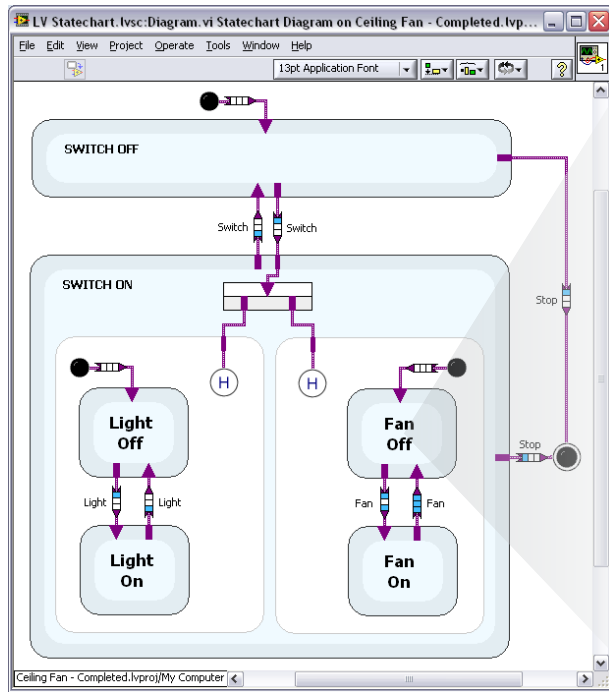 LV Statechart.lvsc:Diagram.vi Statechart Diagram on Ceiling Fan - Completed.lvp...
File Edit View Project Operate Tools Window Help
13pt Application Font
?
1
SWITCH OFF
Switch
Switch
SWITCH ON
Stop
H
H
Light
Off
Fan
Off
Stop
Light
Light
Fan
Fan
Light
On
Fan
On
Ceiling Fan - Completed.lvproj/My Computer